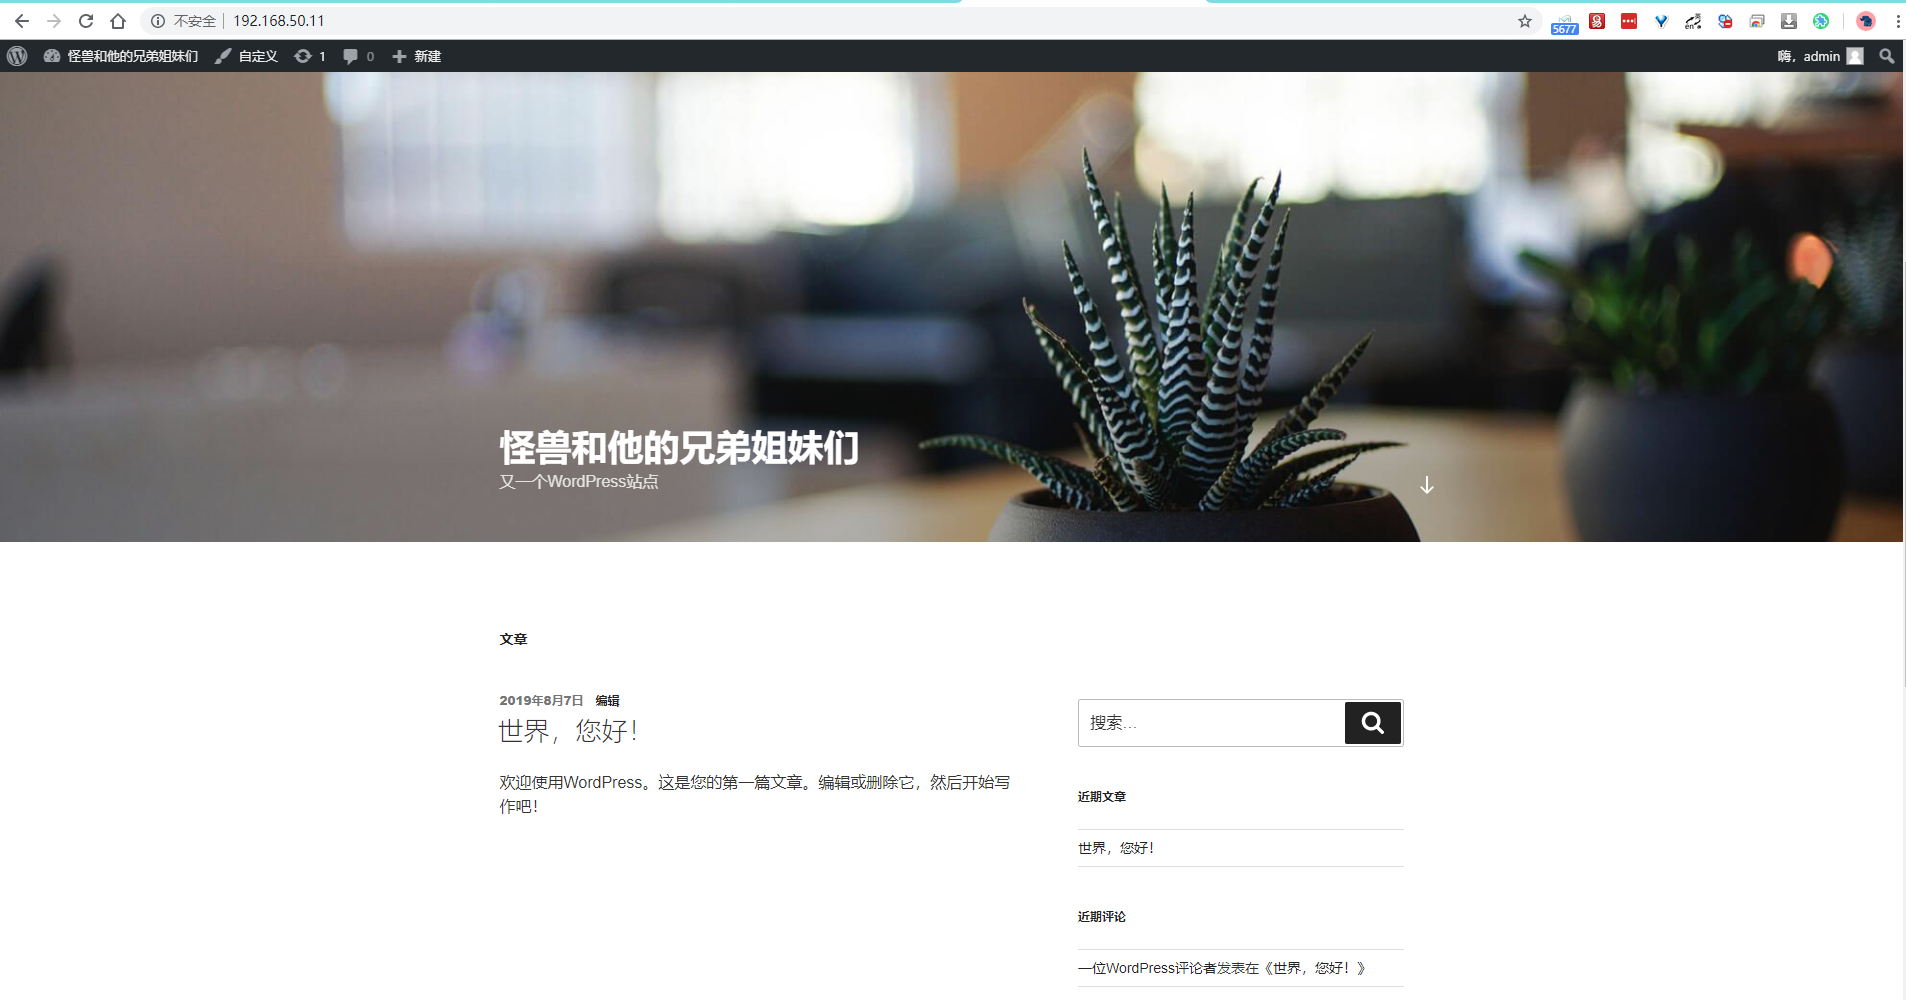 不安全 192.168.50.11
5677
en
怪兽和他的兄弟姐妹们 自定义 1 0 新建 嗨，admin
怪兽和他的兄弟姐妹们
又一个WordPress站点
文章
2019年8月7日 编辑
世界，您好！
欢迎使用WordPress。这是您的第一篇文章。编辑或删除它，然后开始写
作吧！
搜索…
近期文章
世界，您好！
近期评论
一位WordPress评论者发表在《世界，您好！》